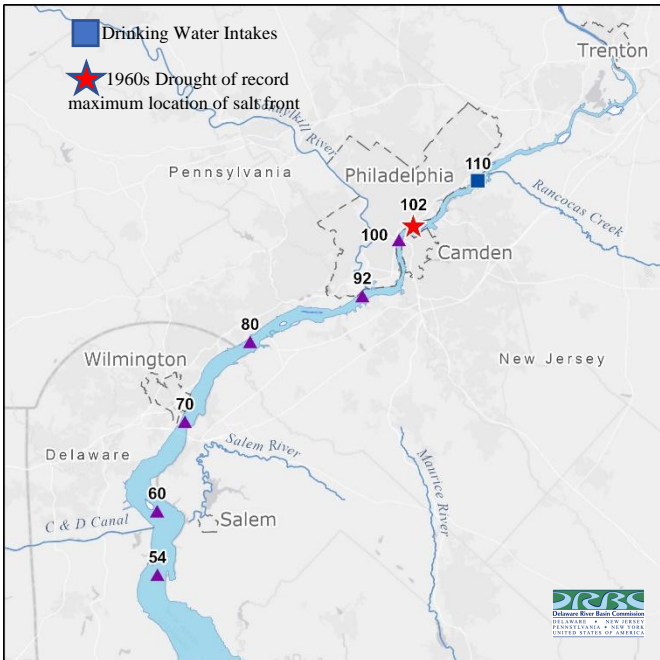 Drinking Water Intakes
1960s Drought of record
maximum location of salt front
Trenton
Schuylkill River
Pennsylvania
Philadelphia
110
Rancocas Creek
102
100
Camden
92
80
New Jersey
Wilmington
70
Delaware
Salem River
Maurice River
60
C & D Canal
Salem
54
DRBC
Delaware River Basin Commission
DELAWARE • NEW JERSEY
PENNSYLVANIA • NEW YORK
UNITED STATES OF AMERICA